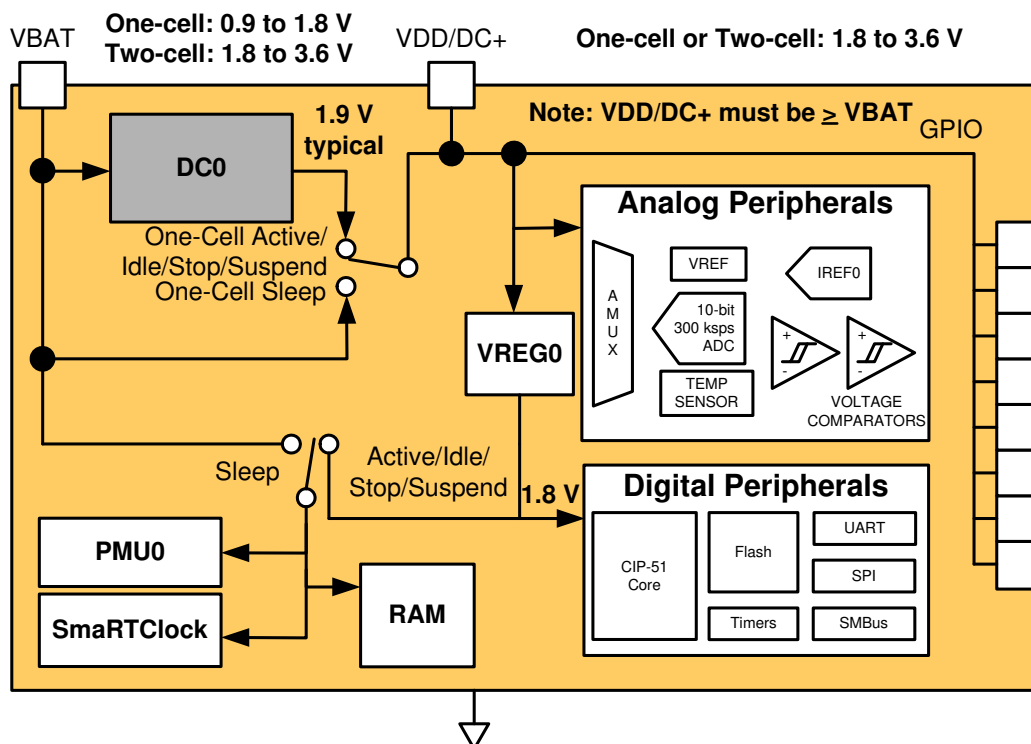 VBAT
One-cell: 0.9 to 1.8 V
Two-cell: 1.8 to 3.6 V
VDD/DC+
One-cell or Two-cell: 1.8 to 3.6 V
Note: VDD/DC+ must be ≥ VBAT
GPIO
1.9 V
typical
DC0
One-Cell Active/
Idle/Stop/Suspend
One-Cell Sleep
VREG0
Analog Peripherals
A
M
U
X
VREF
IREF0
10-bit
300 ksps
ADC
+
-
+
-
TEMP
SENSOR
VOLTAGE
COMPARATORS
Sleep
Active/Idle/
Stop/Suspend
1.8 V
Digital Peripherals
CIP-51
Core
Flash
Timers
UART
SPI
SMBus
PMU0
SmaRTClock
RAM